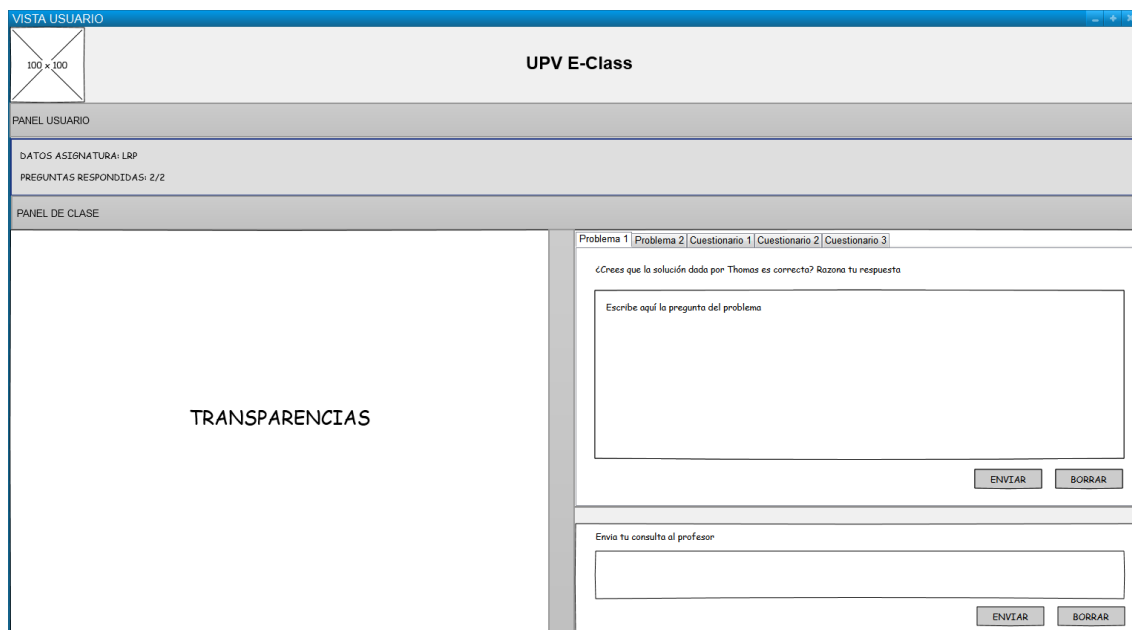 VISTA USUARIO
100 x 100
UPV E-Class
PANEL USUARIO
DATOS ASIGNATURA: LRP
PREGUNTAS RESPONDIDAS: 2/2
PANEL DE CLASE
TRANSPARENCIAS
Problema 1 Problema 2 Cuestionario 1 Cuestionario 2 Cuestionario 3
¿Crees que la solución dada por Thomas es correcta? Razona tu respuesta
Escribe aquí la pregunta del problema
ENVIAR BORRAR
Envia tu consulta al profesor
ENVIAR BORRAR